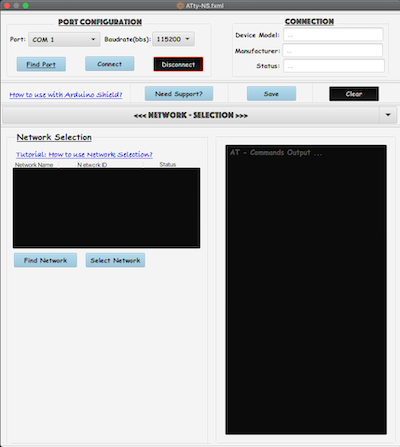 ATty-NS.fxml
PORT CONFIGURATION
Port: COM 1 Baudrate(bbs): 115200
Find Port Connect Disconnect
CONNECTION
Device Model: ...
Manufacturer: ...
Status: ...
How to use with Arduino Shield? Need Support? Save Clear
<<< NETWORK - SELECTION >>>
Network Selection
Tutorial: How to use Network Selection?
Network Name Network ID Status
Find Network Select Network
AT - Commands Output ...